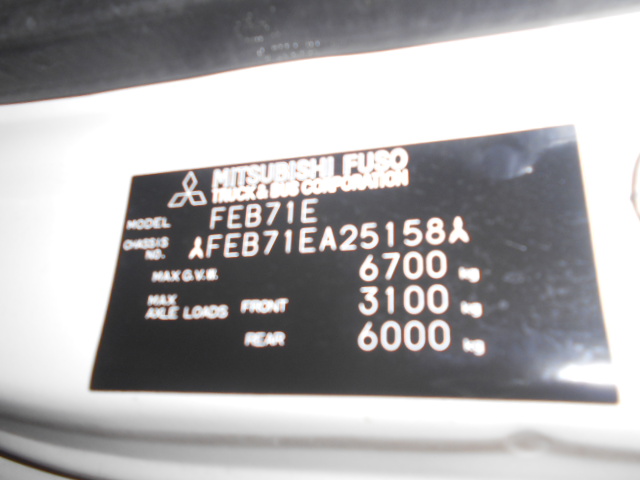 MITSUBISHI FUSO
TRUCK & BUS CORPORATION
MODEL FEB71E
CHASSIS NO. FEB71EA25158
MAX G.V.W. 6700 kg
MAX AXLE LOADS FRONT 3100 kg
REAR 6000 kg